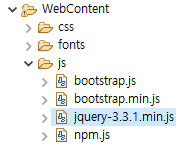 WebContent
css
fonts
js
bootstrap.js
bootstrap.min.js
jquery-3.3.1.min.js
npm.js